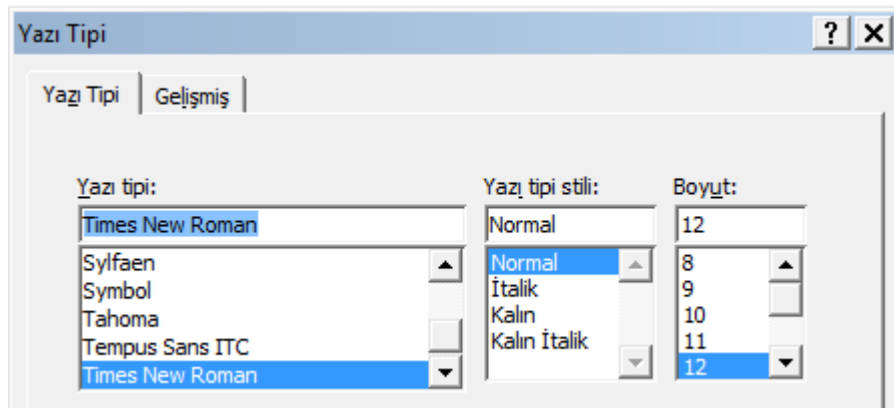 Yazı Tipi
Yazı Tipi Gelişmiş
Yazı tipi: Yazı tipi stili: Boyut:
Times New Roman Normal 12
Sylfaen Normal 8
Symbol İtalik 9
Tahoma Kalın 10
Tempus Sans ITC Kalın İtalik 11
Times New Roman 12